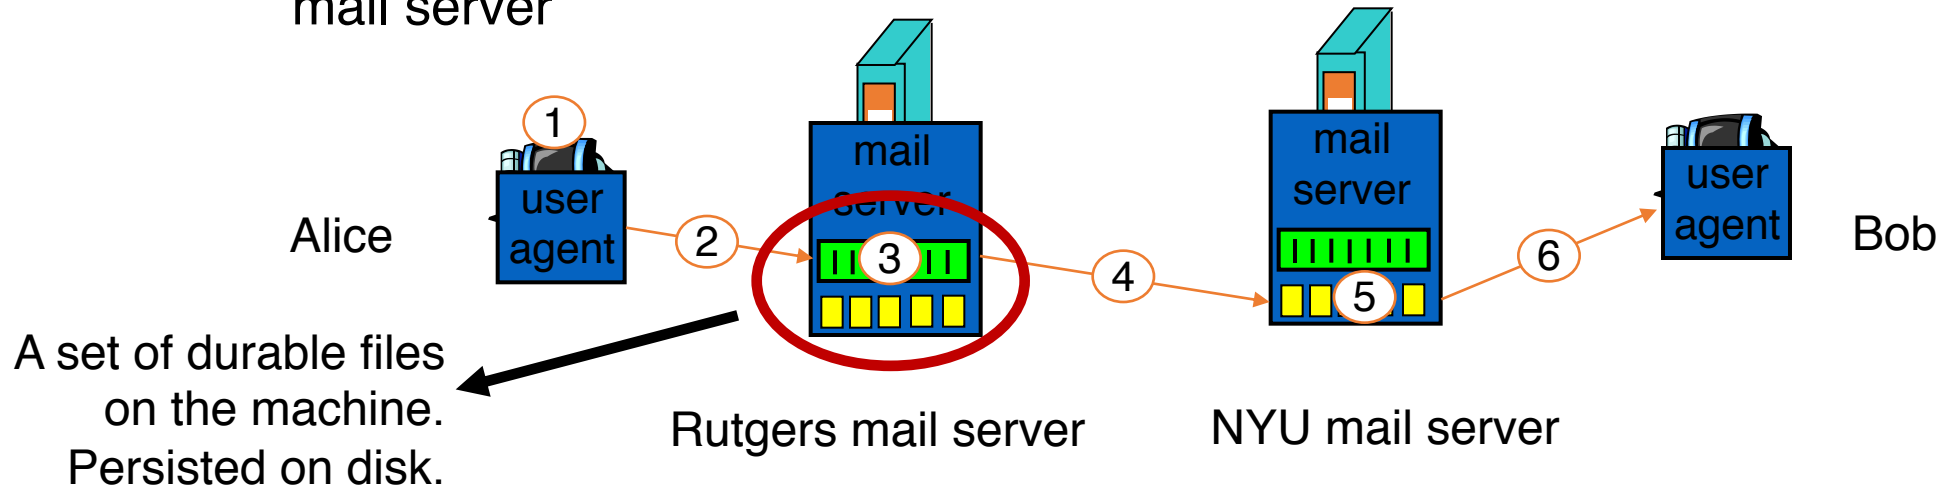 mail server
1
mail
server
mail
server
user
agent
user
agent
Alice
2
3
4
5
6
Bob
A set of durable files
on the machine.
Persisted on disk.
Rutgers mail server
NYU mail server